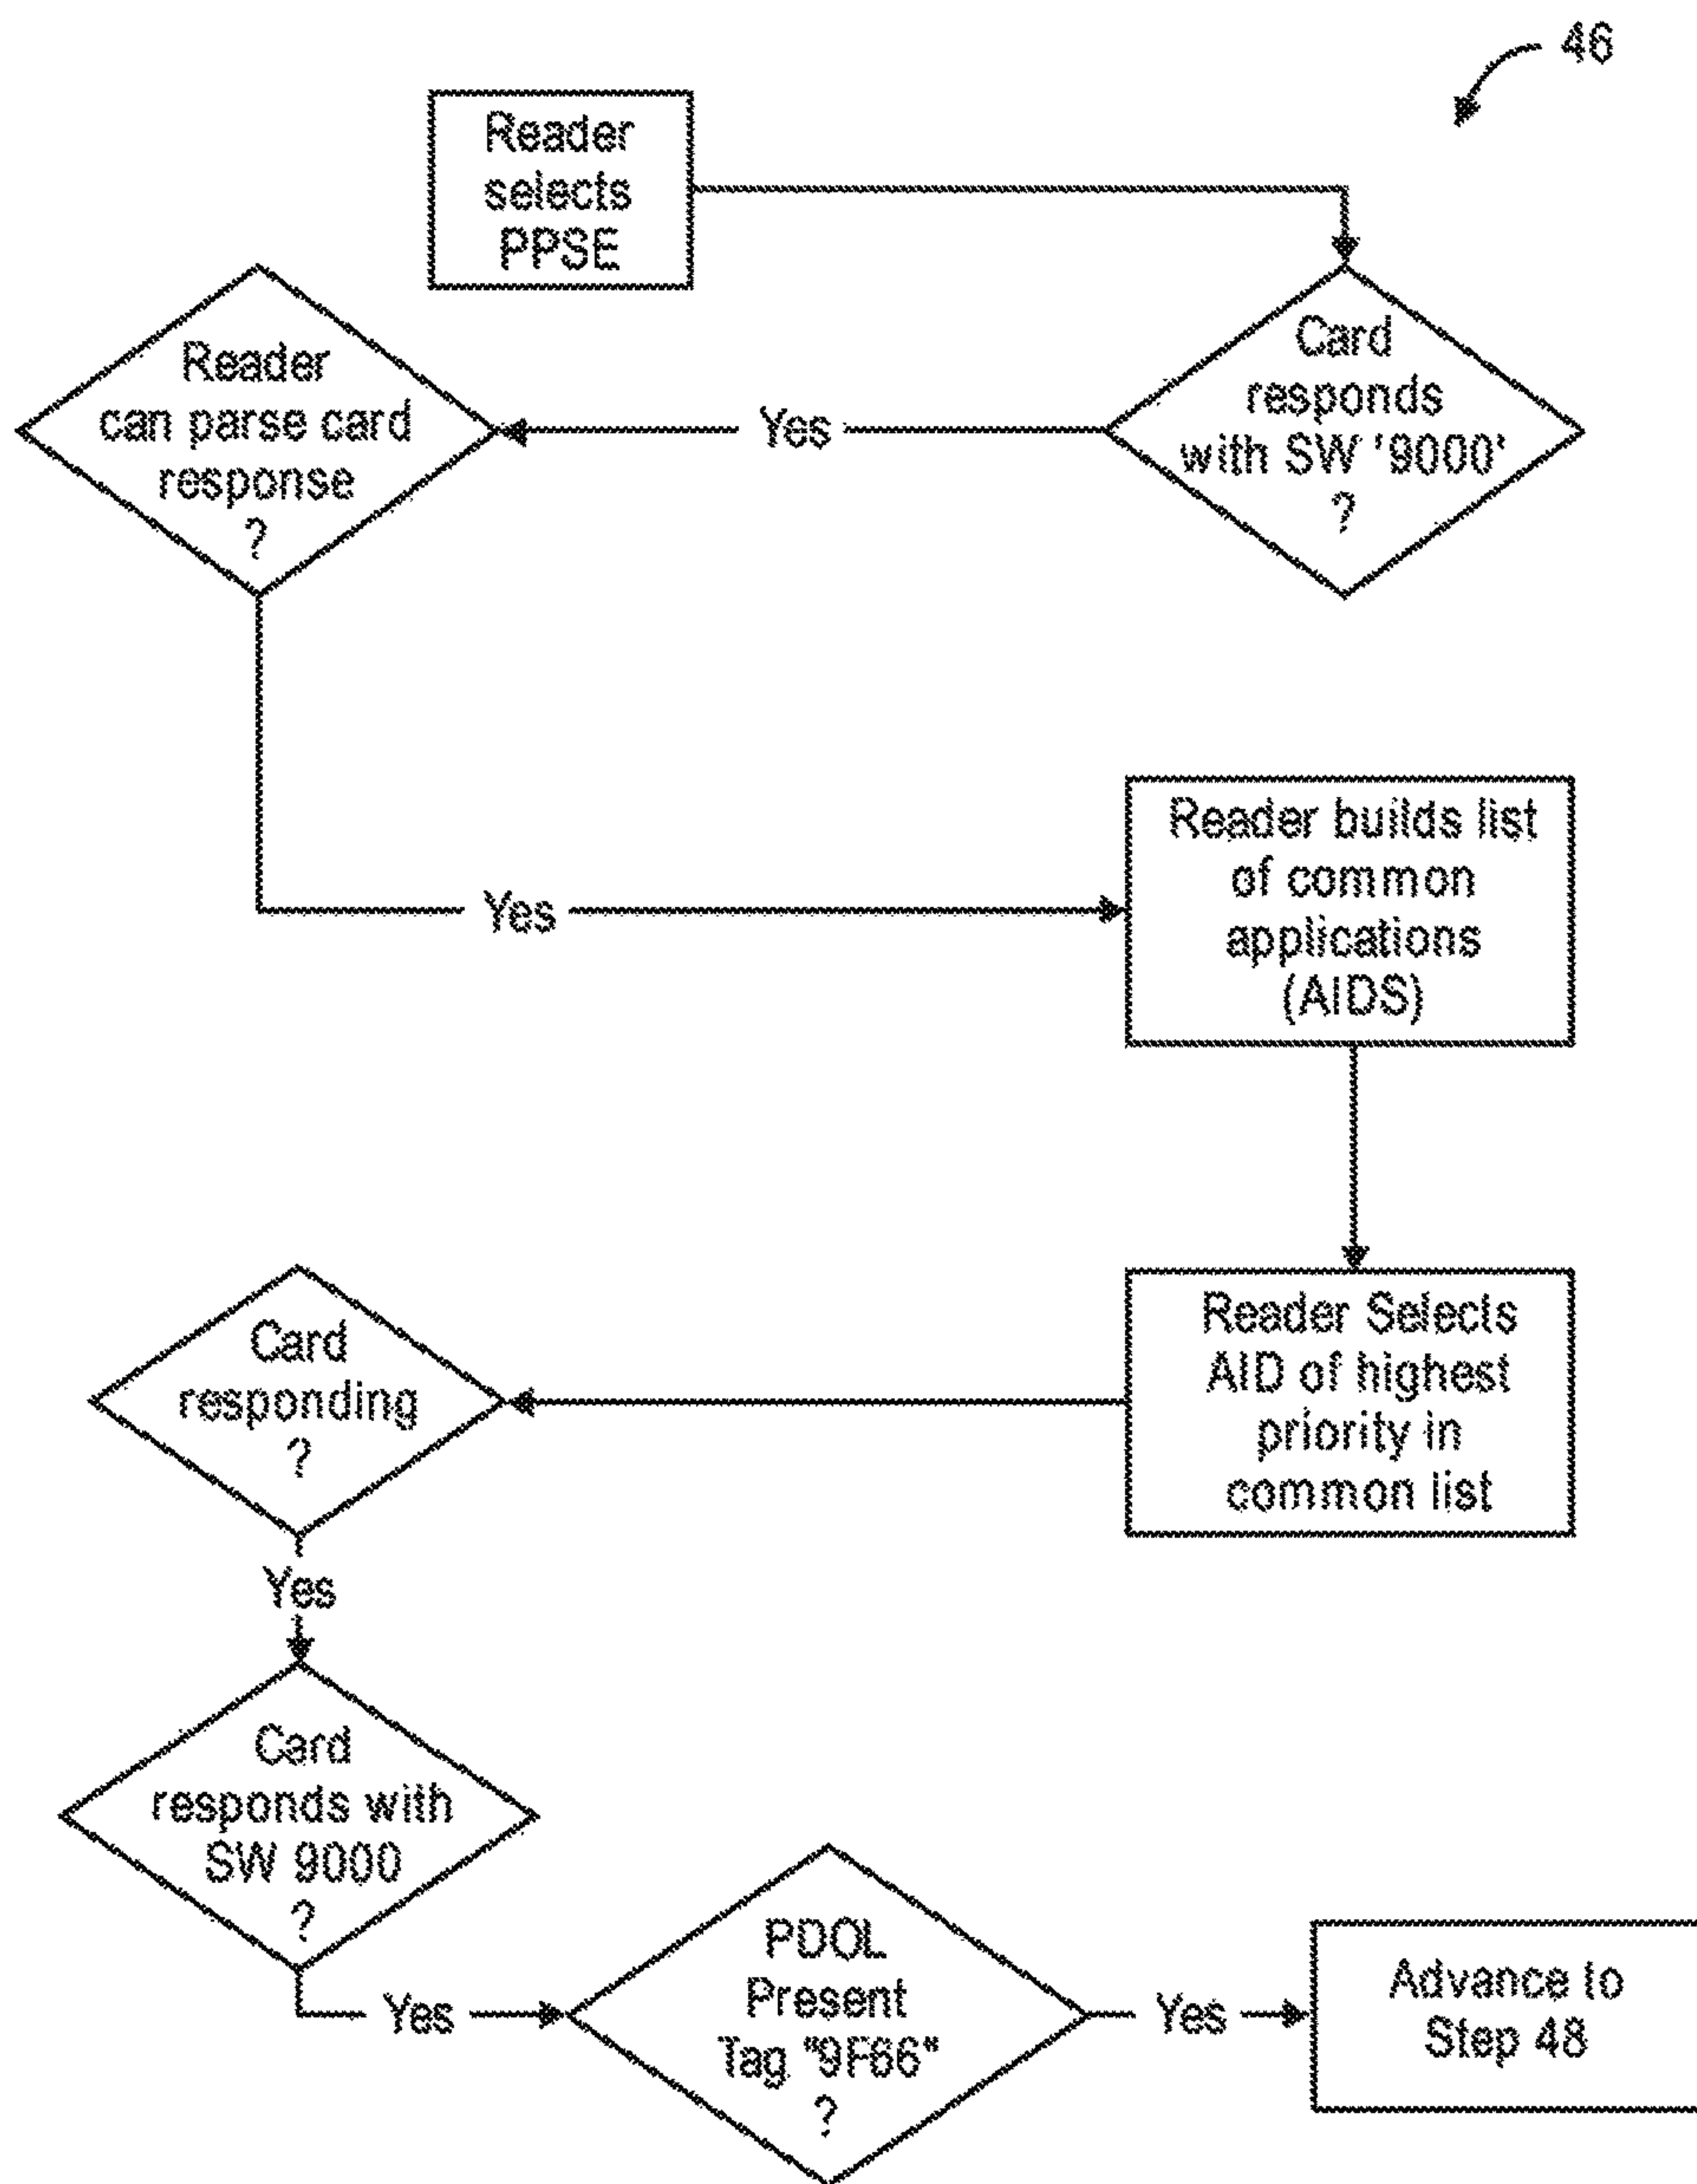 46
Reader
selects
PPSE
Card
responds
with SW '9000'
?
Yes
Reader
can parse card
response
?
Yes
Reader builds list
of common
applications
(AIDS)
Reader Selects
AID of highest
priority in
common list
Card
responding
?
Yes
Card
responds with
SW 9000
?
Yes
PDOL
Present
Tag "9F66"
?
Yes
Advance to
Step 48